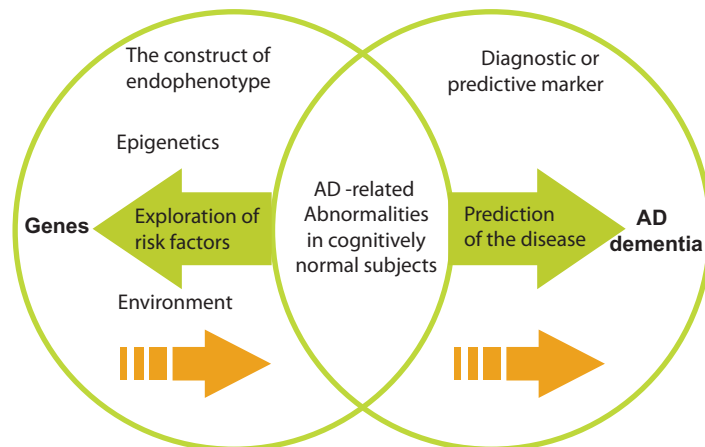 The construct of
endophenotype
Diagnostic or
predictive marker
Epigenetics
Genes
Exploration of
risk factors
AD -related
Abnormalities
in cognitively
normal subjects
Prediction
of the disease
AD
dementia
Environment